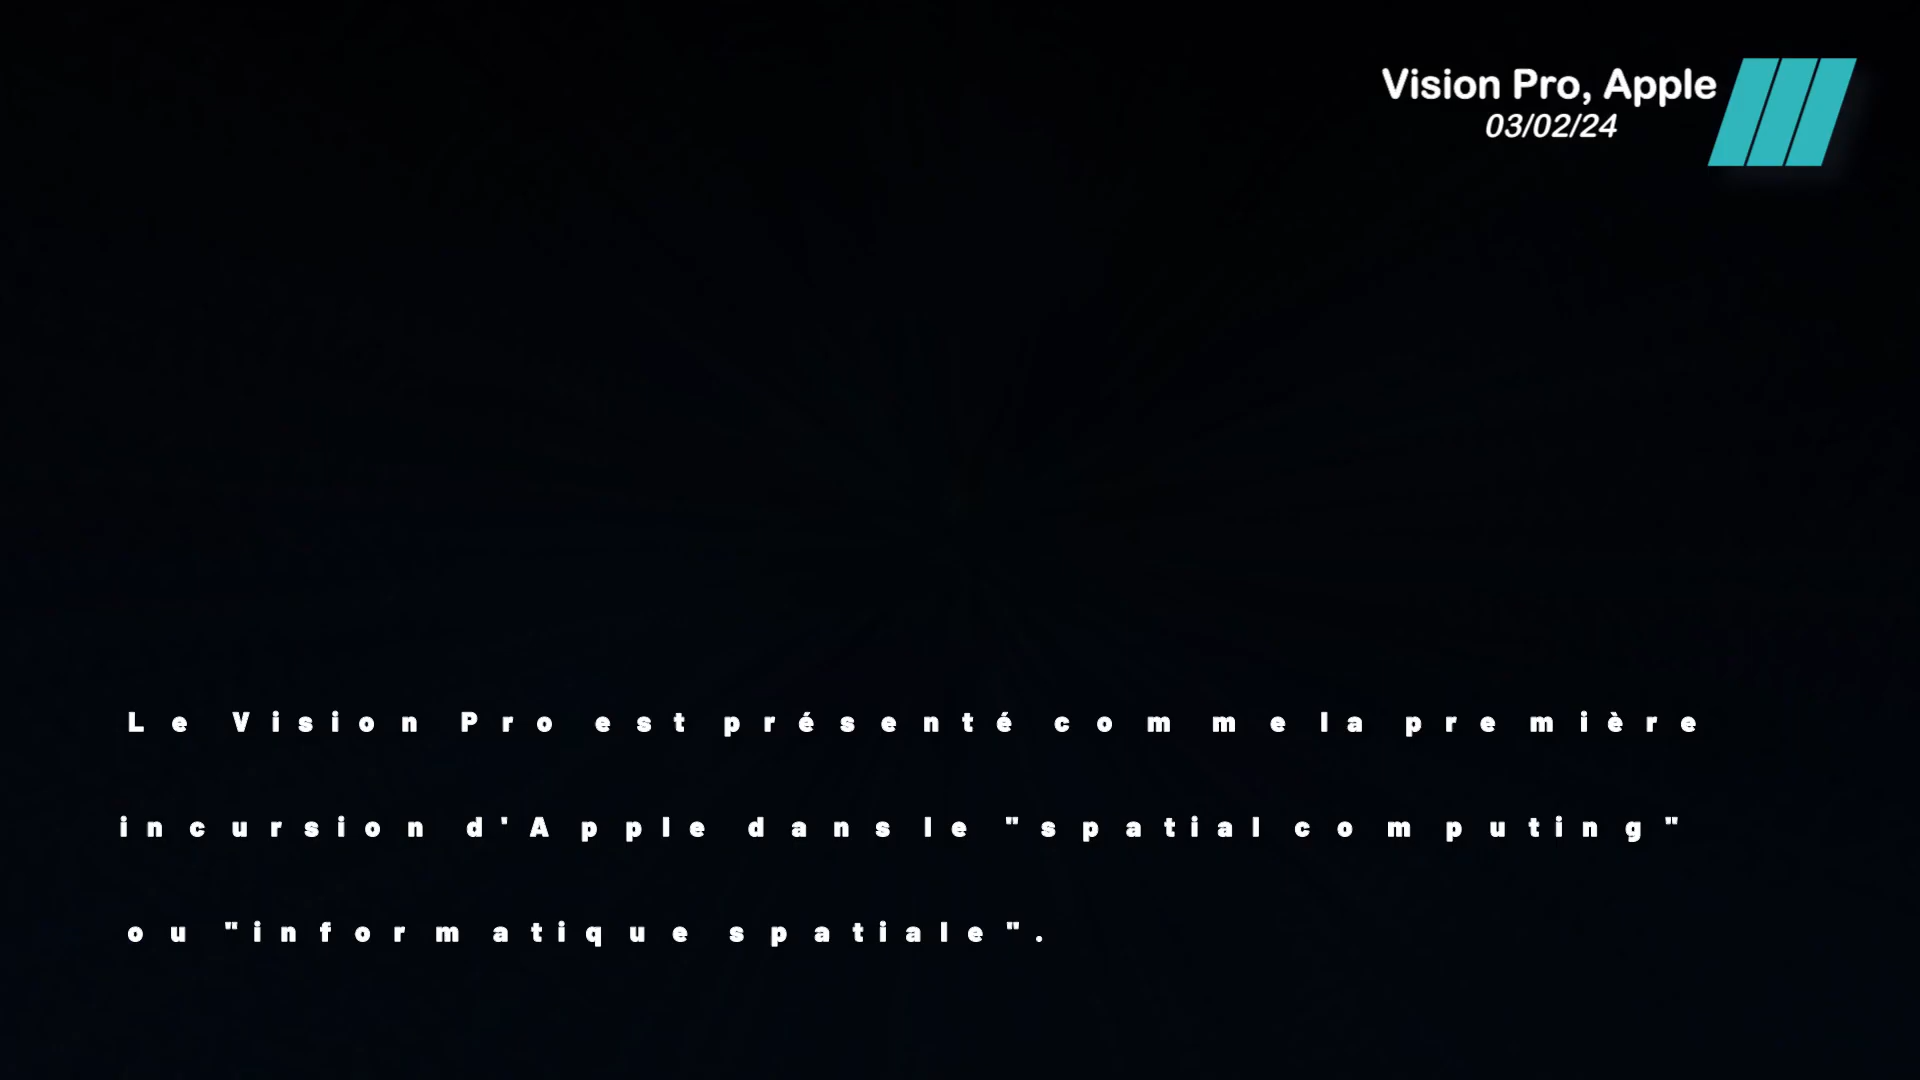 Vision Pro, Apple
03/02/24
Le Vision Pro est présenté comme la première
incursion d'Apple dans le "spatial computing"
ou "informatique spatiale".